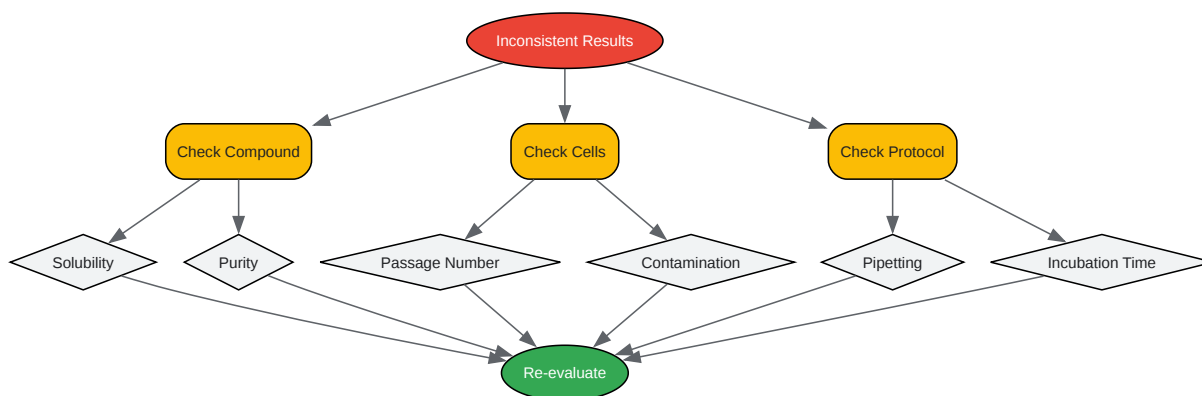 Inconsistent Results
Check Compound
Check Cells
Check Protocol
Solubility
Purity
Passage Number
Contamination
Pipetting
Incubation Time
Re-evaluate